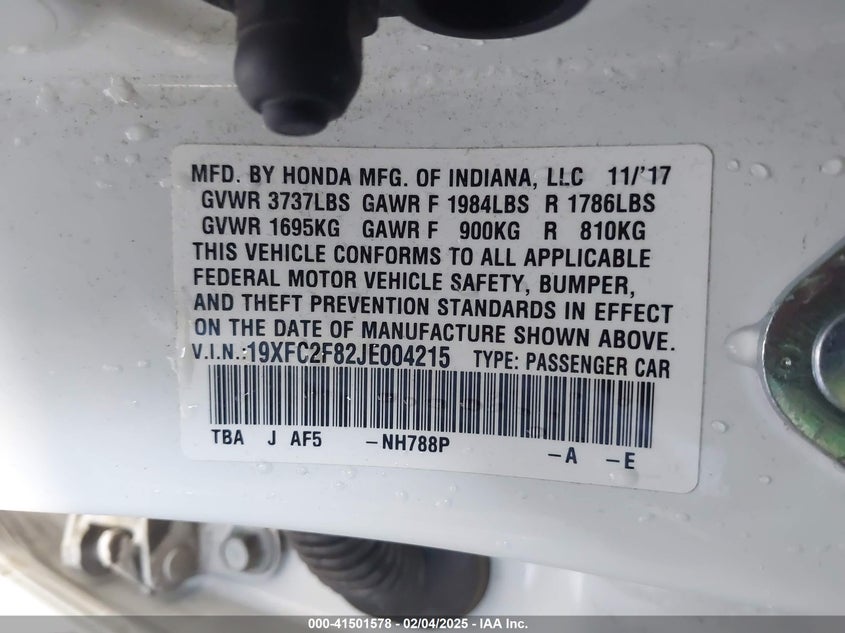 MFD. BY HONDA MFG. OF INDIANA, LLC 11/'17
GVWR 3737LBS GAWR F 1984LBS R 1786LBS
GVWR 1695KG GAWR F 900KG R 810KG
THIS VEHICLE CONFORMS TO ALL APPLICABLE
FEDERAL MOTOR VEHICLE SAFETY, BUMPER,
AND THEFT PREVENTION STANDARDS IN EFFECT
ON THE DATE OF MANUFACTURE SHOWN ABOVE.
V.I.N.:19XFC2F82JE004215 TYPE: PASSENGER CAR
TBA J AF5 -NH788P -A -E
000-41501578 - 02/04/2025 - IAA Inc.